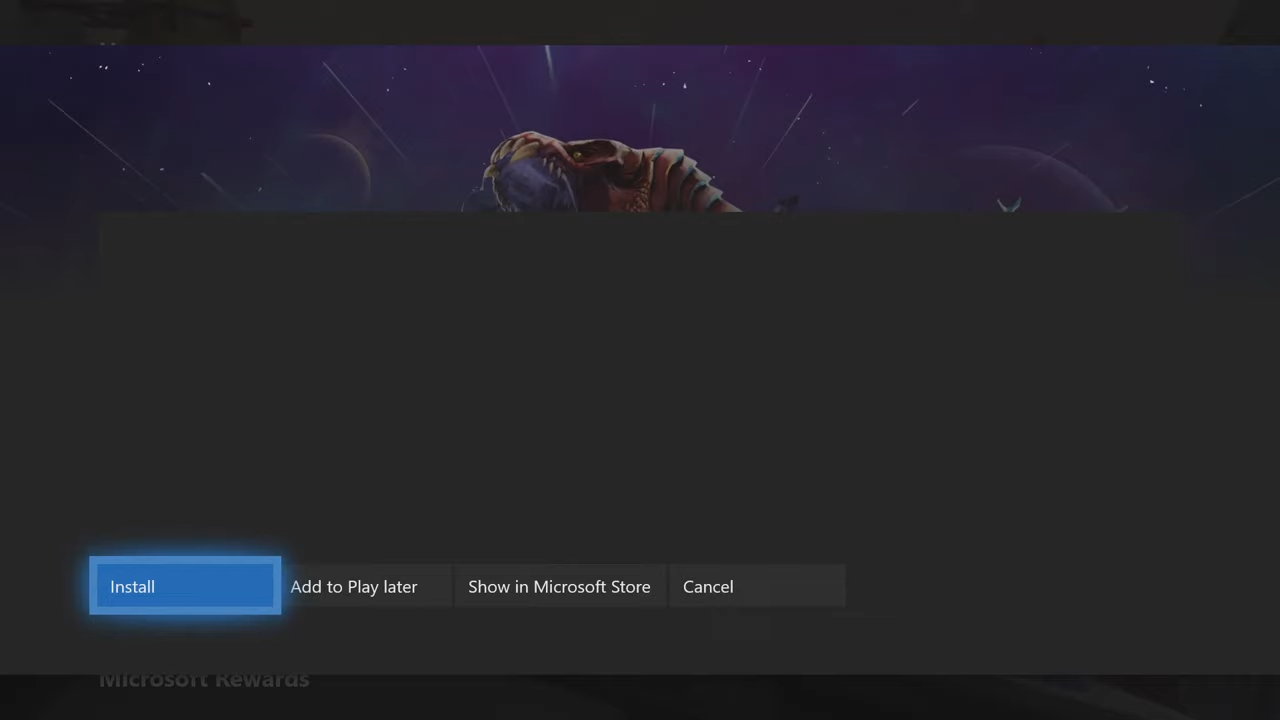 Install
Add to Play later
Show in Microsoft Store
Cancel
Microsoft Rewards